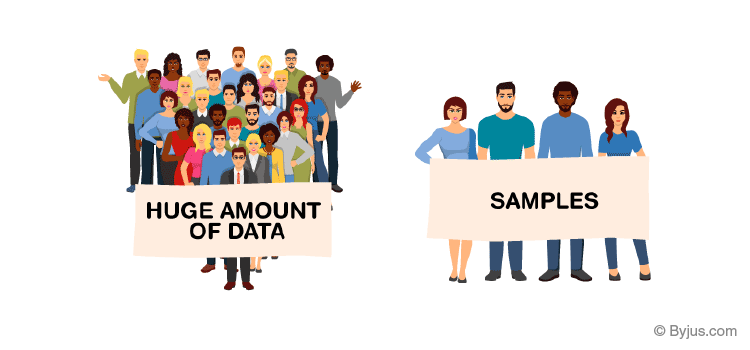 HUGE AMOUNT
OF DATA
SAMPLES
© Byjus.com